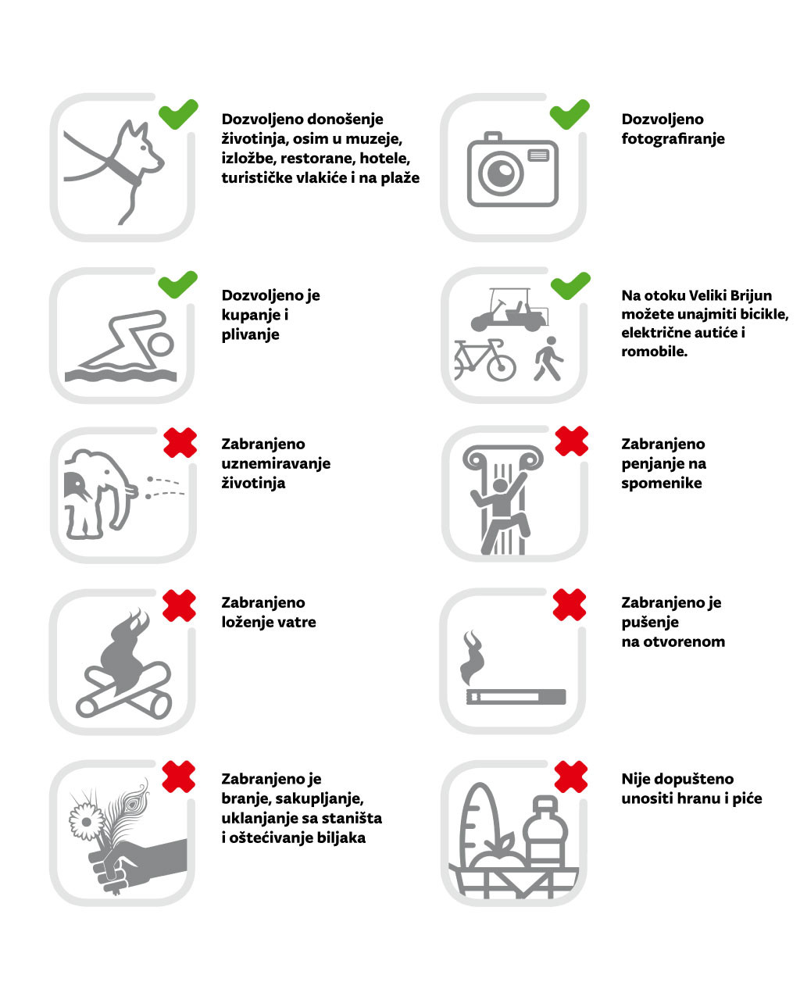 Dozvoljeno donošenje
životinja, osim u muzeje,
izložbe, restorane, hotele,
turističke vlakiće i na plaže
Dozvoljeno
fotografiranje
Dozvoljeno je
kupanje i
plivanje
Na otoku Veliki Brijun
možete unajmiti bicikle,
električne autiće i
romobile.
Zabranjeno
uznemiravanje
životinja
Zabranjeno
penjanje na
spomenike
Zabranjeno
loženje vatre
Zabranjeno je
pušenje
na otvorenom
Zabranjeno je
branje, sakupljanje,
uklanjanje sa staništa
i oštećivanje biljaka
Nije dopušteno
unositi hranu i piće